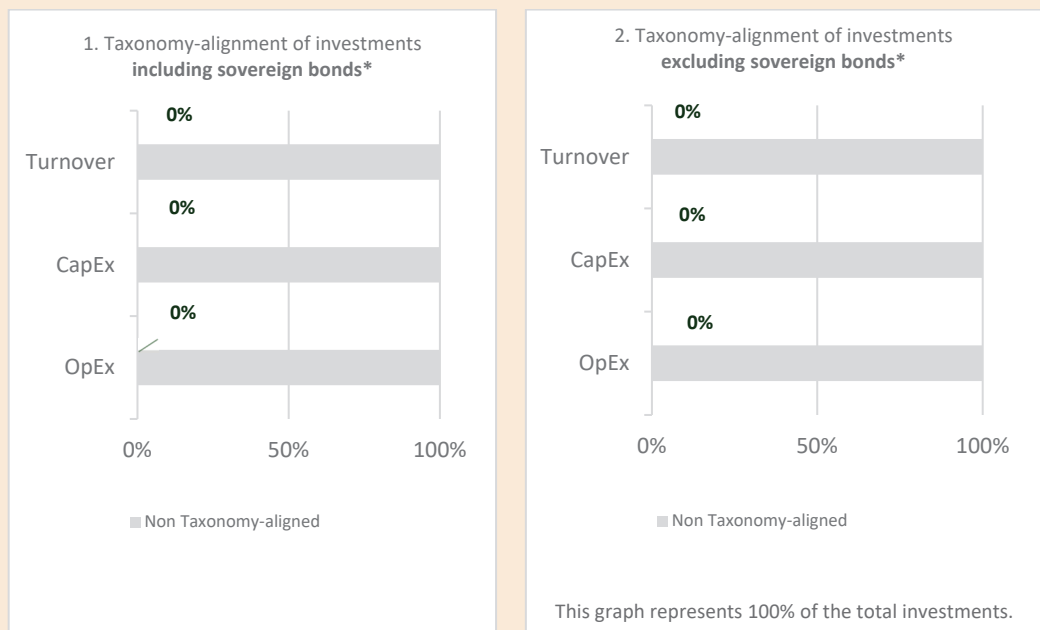 1. Taxonomy-alignment of investments
including sovereign bonds*
0%
Turnover
0%
CapEx
0%
OpEx
0%
50%
100%
Non Taxonomy-aligned
2. Taxonomy-alignment of investments
excluding sovereign bonds*
0%
Turnover
0%
CapEx
0%
OpEx
0%
50%
100%
Non Taxonomy-aligned
This graph represents 100% of the total investments.